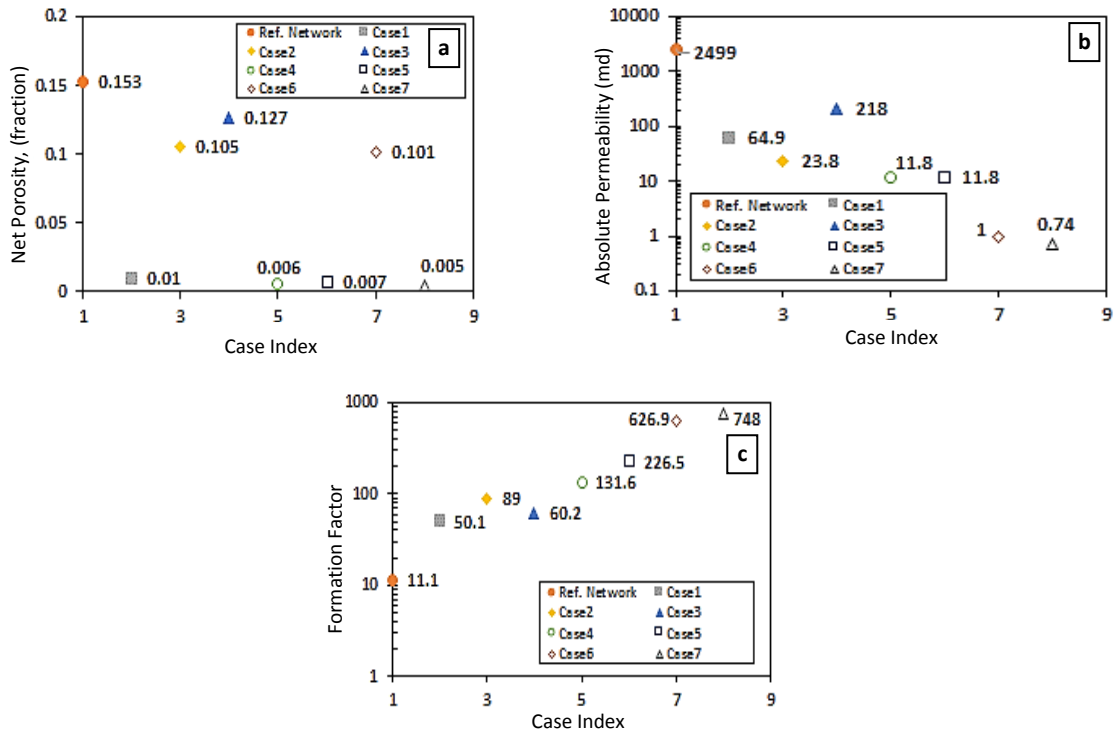 0.2
a
Ref. Network Case1
Case2 Case3
Case4 Case5
Case6 Case7
0.153
0.15
0.127
0.105
0.101
0.1
0.05
0.01
0.006
0.007
0.005
0
1 3 5 7 9
Net Porosity, (fraction)
Case Index
10000
b
2499
1000
218
100
64.9
23.8
11.8
11.8
10
Ref. Network Case1
Case2 Case3
Case4 Case5
Case6 Case7
1
0.74
1
0.1
1 3 5 7 9
Absolute Permeability (md)
Case Index
1000
626.9
748
c
226.5
131.6
100
89
60.2
50.1
11.1
10
Ref. Network Case1
Case2 Case3
Case4 Case5
Case6 Case7
1
1 3 5 7 9
Formation Factor
Case Index